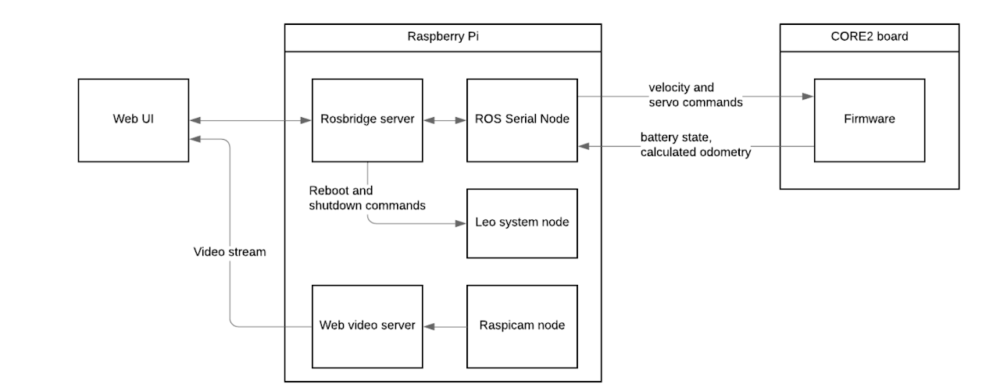 Raspberry Pi
CORE2 board
Web UI
Rosbridge server
ROS Serial Node
velocity and
servo commands
Firmware
battery state,
calculated odometry
Reboot and
shutdown commands
Leo system node
Video stream
Web video server
Raspicam node